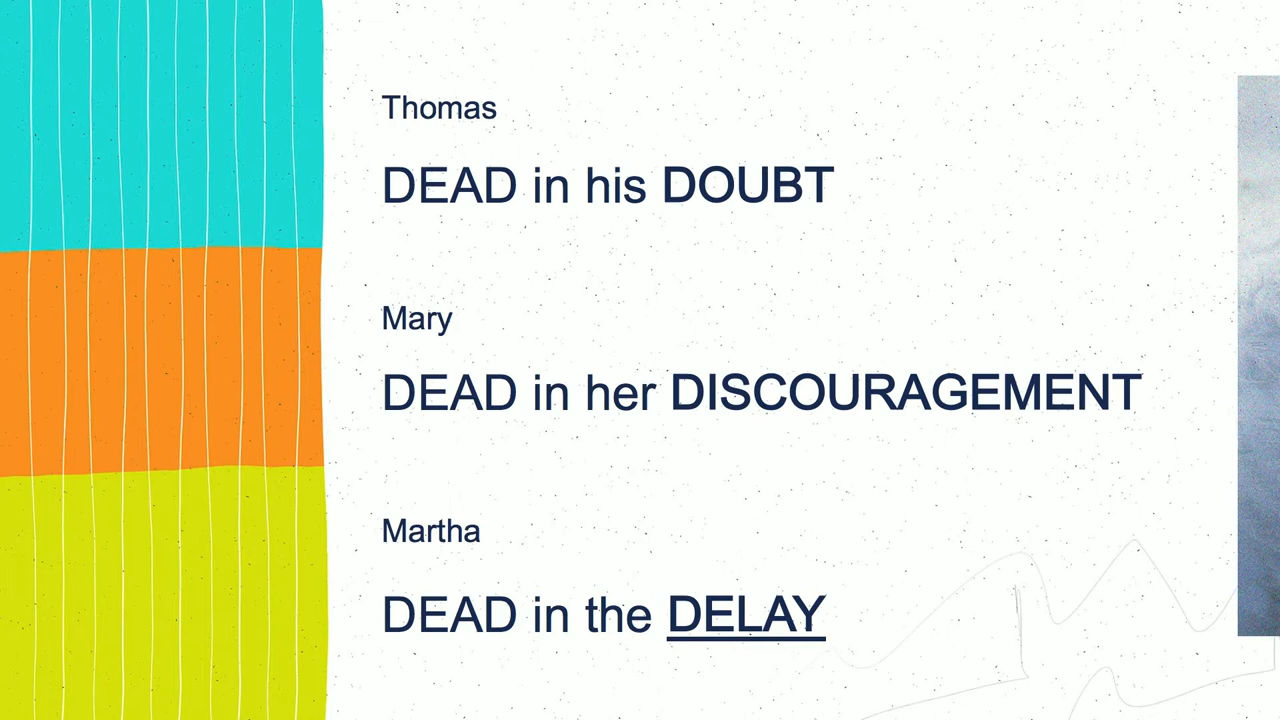 Thomas
DEAD in his DOUBT
Mary
DEAD in her DISCOURAGEMENT
Martha
DEAD in the DELAY